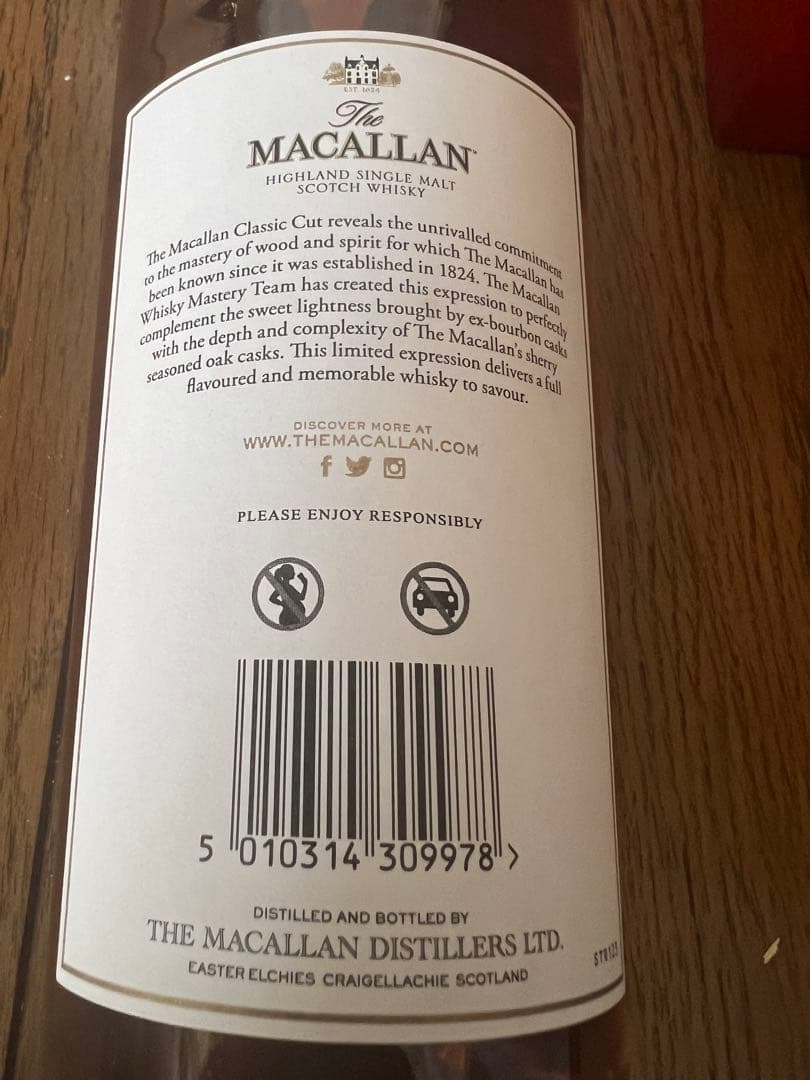 EST. 1824
The
MACALLAN™
HIGHLAND SINGLE MALT
SCOTCH WHISKY
The Macallan Classic Cut reveals the unrivalled commitment
to the mastery of wood and spirit for which The Macallan has
been known since it was established in 1824. The Macallan
Whisky Mastery Team has created this expression to perfectly
complement the sweet lightness brought by ex-bourbon casks
with the depth and complexity of The Macallan's sherry
seasoned oak casks. This limited expression delivers a full
flavoured and memorable whisky to savour.
DISCOVER MORE AT
WWW.THEMACALLAN.COM
PLEASE ENJOY RESPONSIBLY
5 010314 309978 >
DISTILLED AND BOTTLED BY
THE MACALLAN DISTILLERS LTD.
EASTER ELCHIES CRAIGELLACHIE SCOTLAND